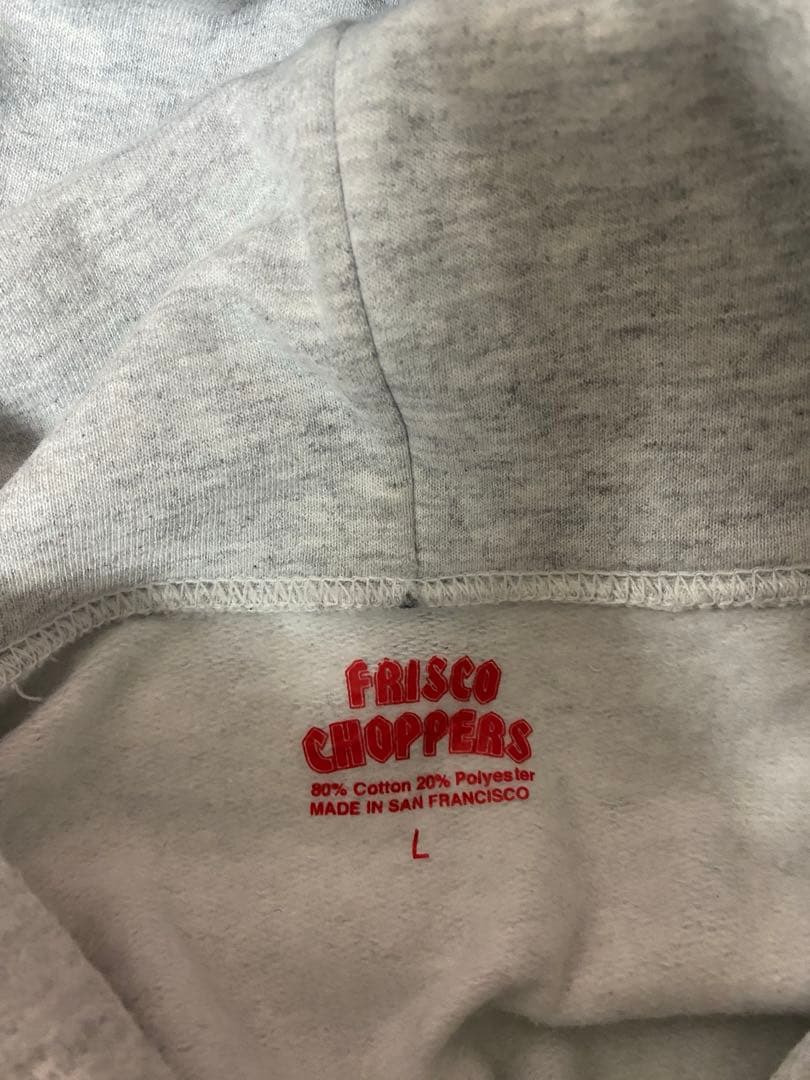 FRISCO
CHOPPERS
80% Cotton 20% Polyester
MADE IN SAN FRANCISCO
L